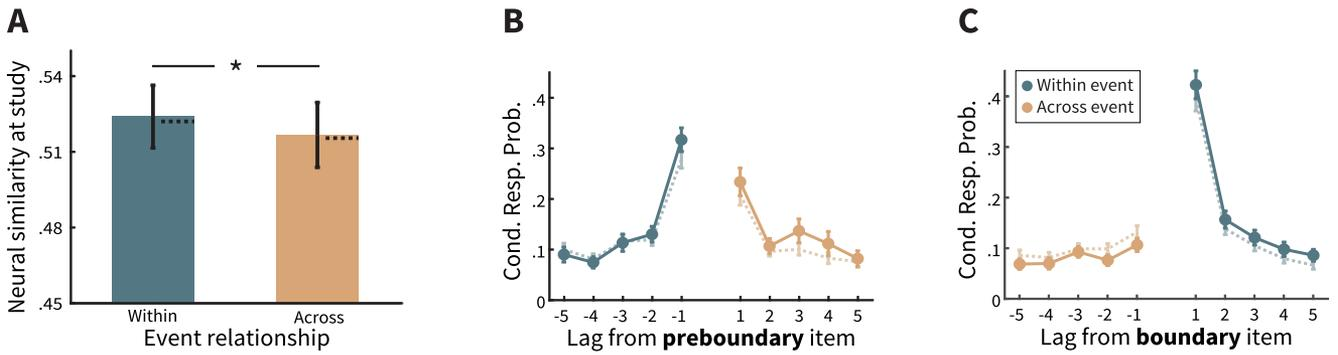 A
Neural similarity at study
.54
.51
.48
.45
*
Within
Across
Event relationship
B
Cond. Resp. Prob.
.4
.3
.2
.1
0
-5 -4 -3 -2 -1 1 2 3 4 5
Lag from preboundary item
C
Cond. Resp. Prob.
.4
.3
.2
.1
0
Within event
Across event
-5 -4 -3 -2 -1 1 2 3 4 5
Lag from boundary item